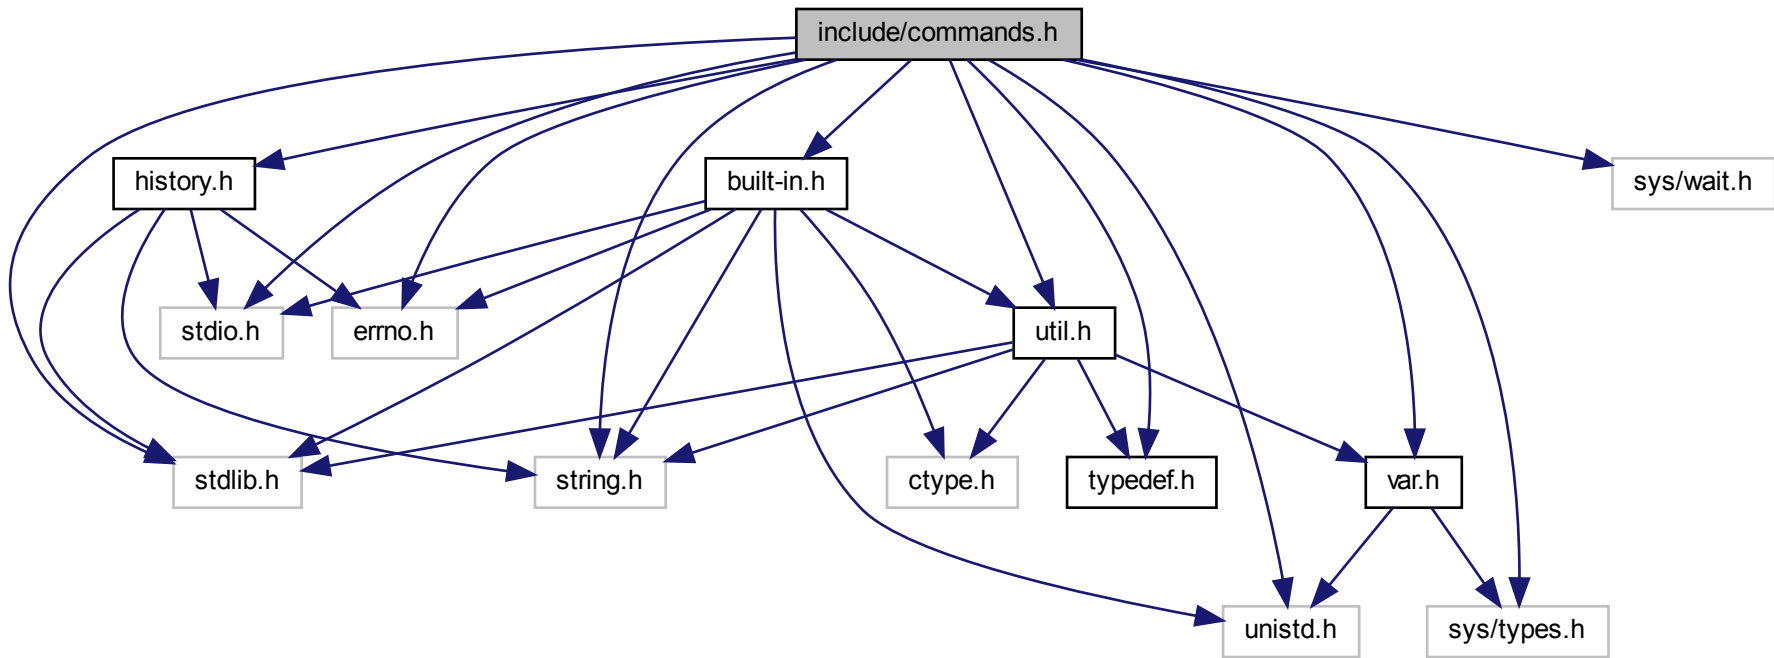 include/commands.h
history.h
built-in.h
sys/wait.h
stdio.h
errno.h
util.h
stdlib.h
string.h
ctype.h
typedef.h
var.h
unistd.h
sys/types.h